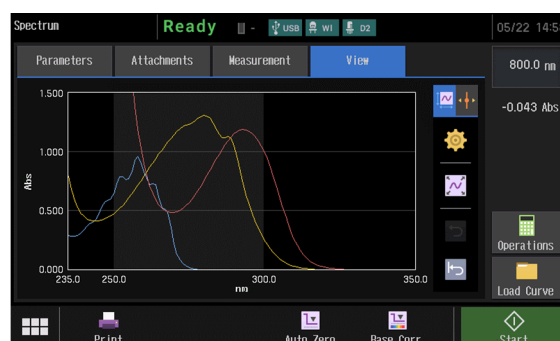 Spectrum
Ready
USB
WI
D2
05/22 14:5
Parameters
Attachments
Measurement
View
800.0 nm
-0.043 Abs
1.500
1.000
0.500
0.000
Abs
235.0
250.0
300.0
350.0
nm
Operations
Load Curve
Print
Auto Zero
Base Corr
Start